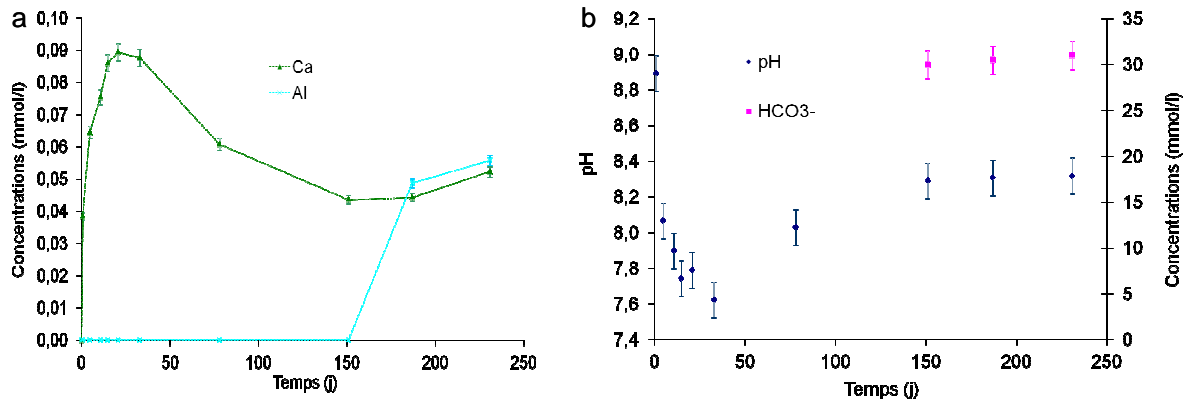 a
0,10
0,09
0,08
0,07
0,06
0,05
0,04
0,03
0,02
0,01
0,00
Concentrations (mmol/l)
Ca
Al
0 50 100 150 200 250
Temps (j)
b
9,2
9,0
8,8
8,6
8,4
8,2
8,0
7,8
7,6
7,4
pH
pH
HCO3-
35
30
25
20
15
10
5
0
Concentrations (mmol/l)
0 50 100 150 200 250
Temps (j)